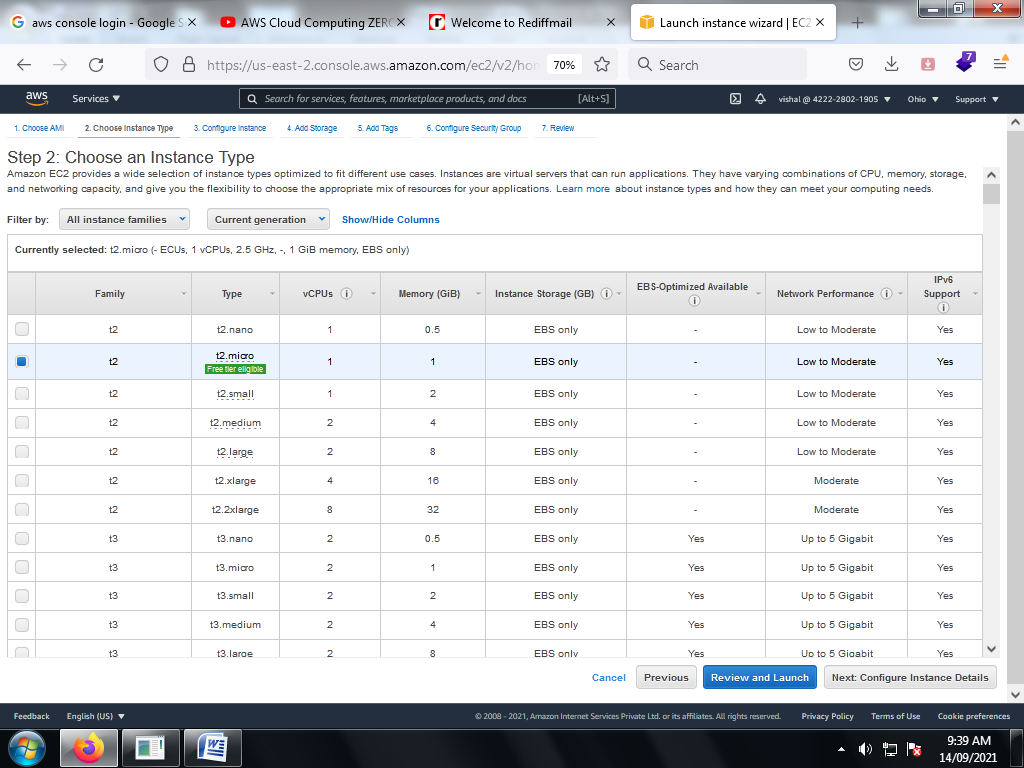 aws console login - Google S
AWS Cloud Computing ZERO
Welcome to Rediffmail
Launch instance wizard | EC2
https://us-east-2.console.aws.amazon.com/ec2/v2/hom
70%
Search
7
aws
Services
Search for services, features, marketplace products, and docs
[Alt+S]
vishal @ 4222-2802-1905
Ohio
Support
1. Choose AMI
2. Choose Instance Type
3. Configure Instance
4. Add Storage
5. Add Tags
6. Configure Security Group
7. Review
Step 2: Choose an Instance Type
Amazon EC2 provides a wide selection of instance types optimized to fit different use cases. Instances are virtual servers that can run applications. They have varying combinations of CPU, memory, storage,
and networking capacity, and give you the flexibility to choose the appropriate mix of resources for your applications. Learn more about instance types and how they can meet your computing needs.
Filter by: All instance families Current generation Show/Hide Columns
Currently selected: t2.micro (- ECUs, 1 vCPUs, 2.5 GHz, -, 1 GiB memory, EBS only)
Family Type vCPUs Memory (GiB) Instance Storage (GB) EBS-Optimized Available Network Performance IPv6 Support
t2 t2.nano 1 0.5 EBS only - Low to Moderate Yes
t2 t2.micro Free tier eligible 1 1 EBS only - Low to Moderate Yes
t2 t2.small 1 2 EBS only - Low to Moderate Yes
t2 t2.medium 2 4 EBS only - Low to Moderate Yes
t2 t2.large 2 8 EBS only - Low to Moderate Yes
t2 t2.xlarge 4 16 EBS only - Moderate Yes
t2 t2.2xlarge 8 32 EBS only - Moderate Yes
t3 t3.nano 2 0.5 EBS only Yes Up to 5 Gigabit Yes
t3 t3.micro 2 1 EBS only Yes Up to 5 Gigabit Yes
t3 t3.small 2 2 EBS only Yes Up to 5 Gigabit Yes
t3 t3.medium 2 4 EBS only Yes Up to 5 Gigabit Yes
t3 t3.large 2 8 EBS only Yes Up to 5 Gigabit Yes
Cancel Previous Review and Launch Next: Configure Instance Details
Feedback English (US) © 2008 - 2021, Amazon Internet Services Private Ltd. or its affiliates. All rights reserved. Privacy Policy Terms of Use Cookie preferences
9:39 AM
14/09/2021